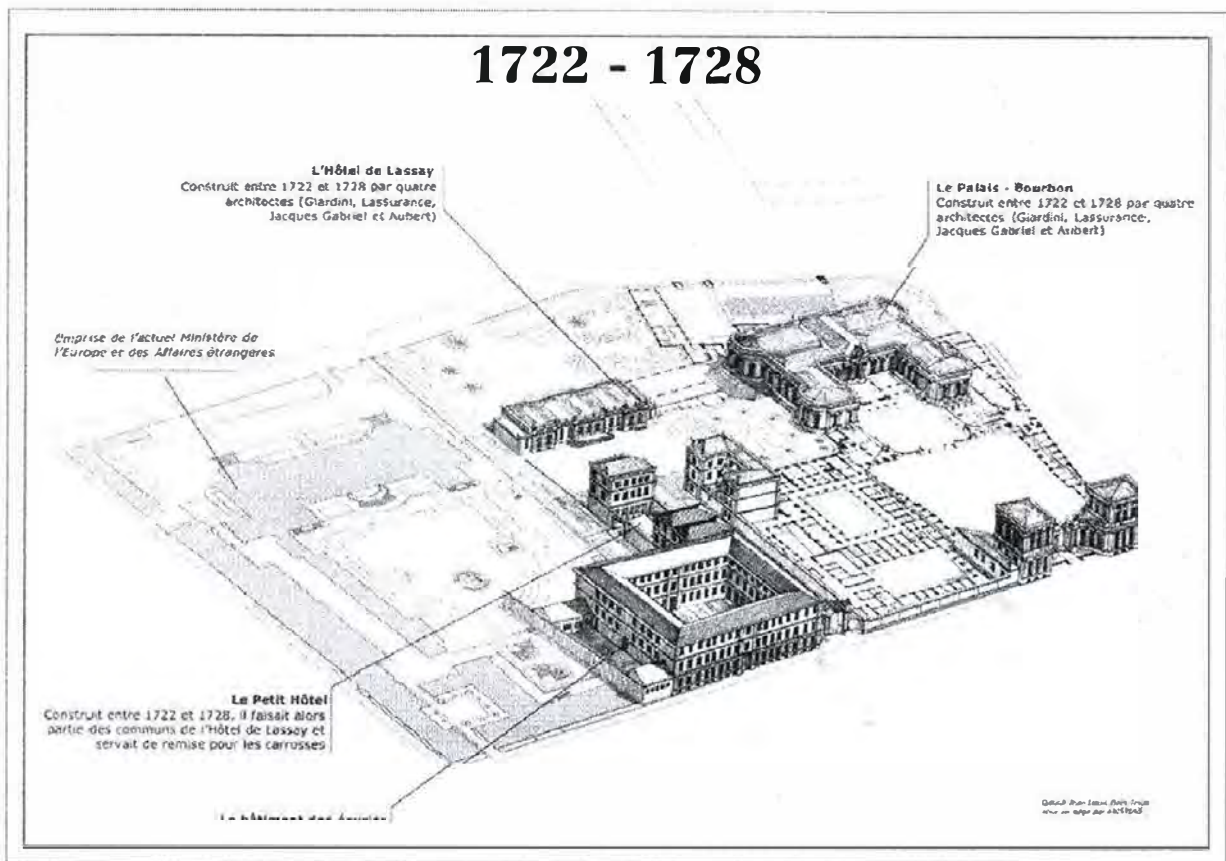 1722 - 1728
L'Hôtel de Lassay
Construit entre 1722 et 1728 par quatre
architectes (Giardini, Lassurance,
Jacques Gabriel et Aubert)
Le Palais - Bourbon
Construit entre 1722 et 1728 par quatre
architectes (Giardini, Lassurance,
Jacques Gabriel et Aubert)
Emprise de l'actuel Ministère de
l'Europe et des Affaires étrangères
Le Petit Hôtel
Construit entre 1722 et 1728, il faisait alors
partie des communs de l'Hôtel de Lassay et
servait de remise pour les carrosses
Le bâtiment des